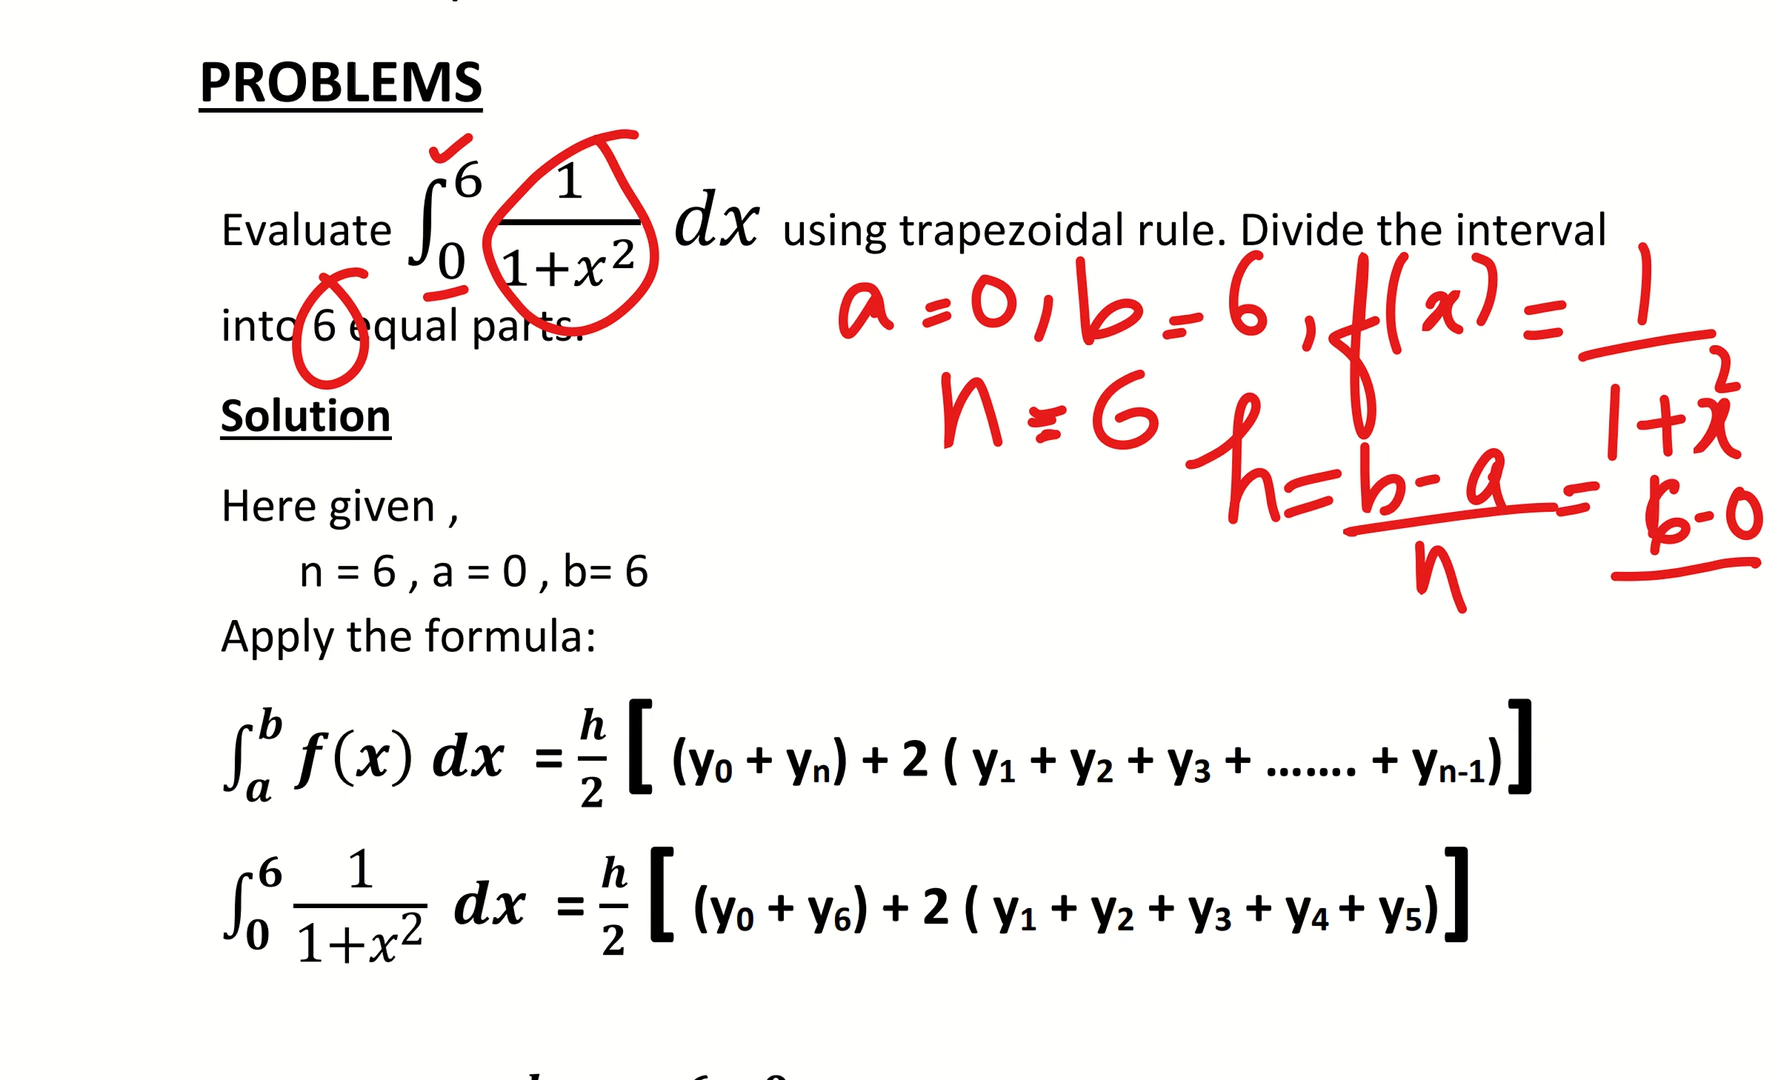 PROBLEMS
Evaluate ∫₀⁶ 1/(1+x²) dx using trapezoidal rule. Divide the interval
into 6 equal parts.
a = 0, b = 6, f(x) = 1/(1+x²)
n = 6
h = (b-a)/n = 6-0
Solution
Here given ,
n = 6 , a = 0 , b= 6
Apply the formula:
∫ₐᵇ f(x) dx = h/2 [ (y₀ + yₙ) + 2 ( y₁ + y₂ + y₃ + ....... + yₙ₋₁)]
∫₀⁶ 1/(1+x²) dx = h/2 [ (y₀ + y₆) + 2 ( y₁ + y₂ + y₃ + y₄ + y₅)]